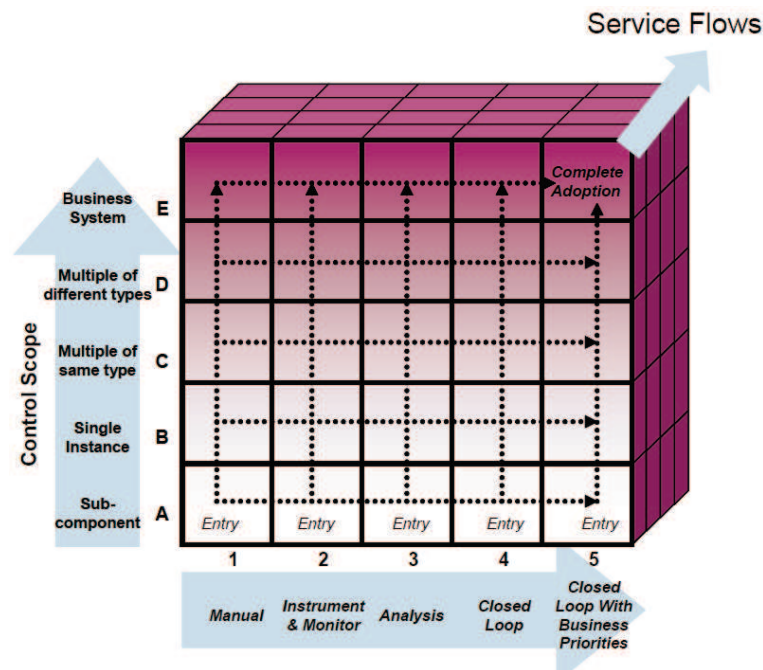 Service Flows
Control Scope
Business
System
E
Complete
Adoption
Multiple of
different types
D
Multiple of
same type
C
Single
Instance
B
Sub-
component
A
Entry Entry Entry Entry Entry
1 2 3 4 5
Manual
Instrument
& Monitor
Analysis
Closed
Loop
Closed
Loop With
Business
Priorities